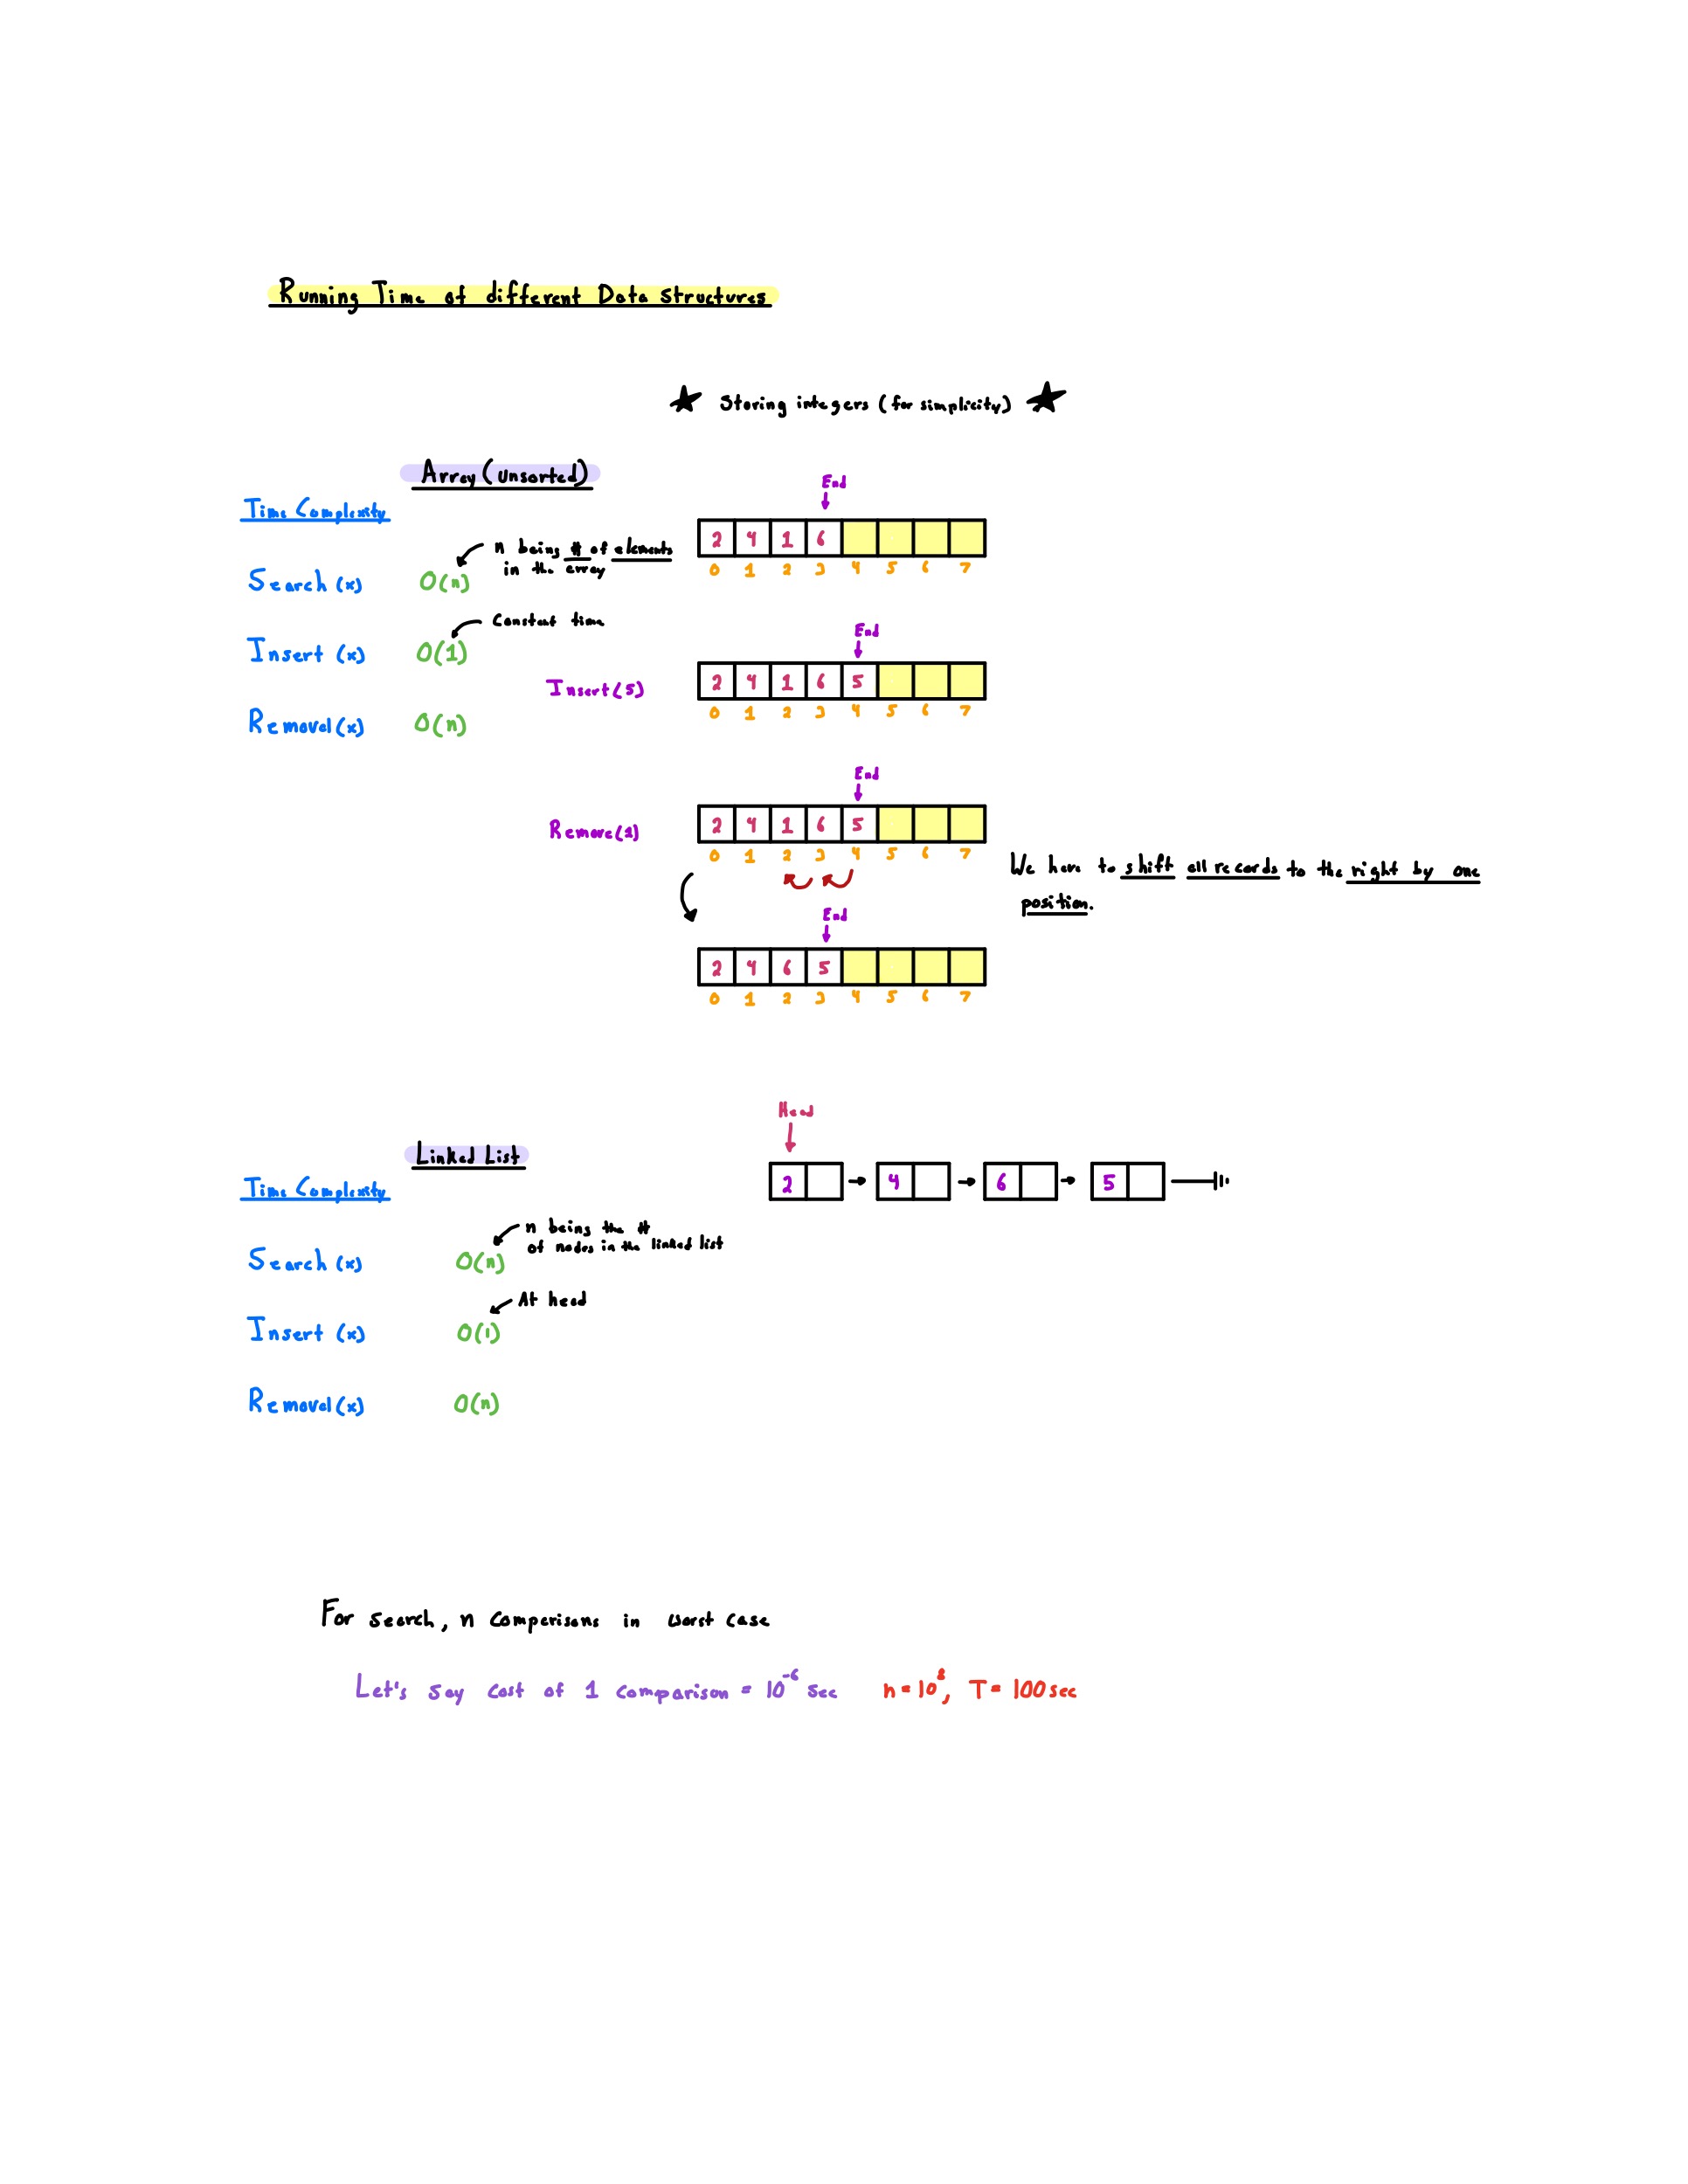 Running Time of different Data Structures
★ Storing integers (for simplicity) ★
Array (unsorted)
Time Complexity
n being # of elements
in the array
Search (x) O(n)
Constant time
Insert (x) O(1)
Removal (x) O(n)
End
2 4 1 6
0 1 2 3 4 5 6 7
End
Insert (5) 2 4 1 6 5
0 1 2 3 4 5 6 7
End
Remove (1) 2 4 1 6 5
0 1 2 3 4 5 6 7
We have to shift all records to the right by one
position.
End
2 4 6 5
0 1 2 3 4 5 6 7
Head
Linked List
2 4 6 5
Time Complexity
n being the #
of nodes in the linked list
Search (x) O(n)
At head
Insert (x) O(1)
Removal (x) O(n)
For search, n comparisons in worst case
Let's say cost of 1 comparison = 10⁻⁶ sec n = 10⁸, T = 100 sec